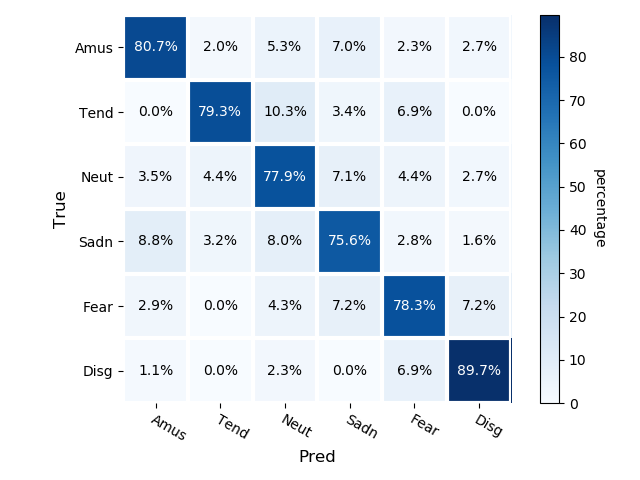 Amus 80.7% 2.0% 5.3% 7.0% 2.3% 2.7%
Tend 0.0% 79.3% 10.3% 3.4% 6.9% 0.0%
Neut 3.5% 4.4% 77.9% 7.1% 4.4% 2.7%
Sadn 8.8% 3.2% 8.0% 75.6% 2.8% 1.6%
Fear 2.9% 0.0% 4.3% 7.2% 78.3% 7.2%
Disg 1.1% 0.0% 2.3% 0.0% 6.9% 89.7%
Amus Tend Neut Sadn Fear Disg
True
Pred
80
70
60
50
40
30
20
10
0
percentage